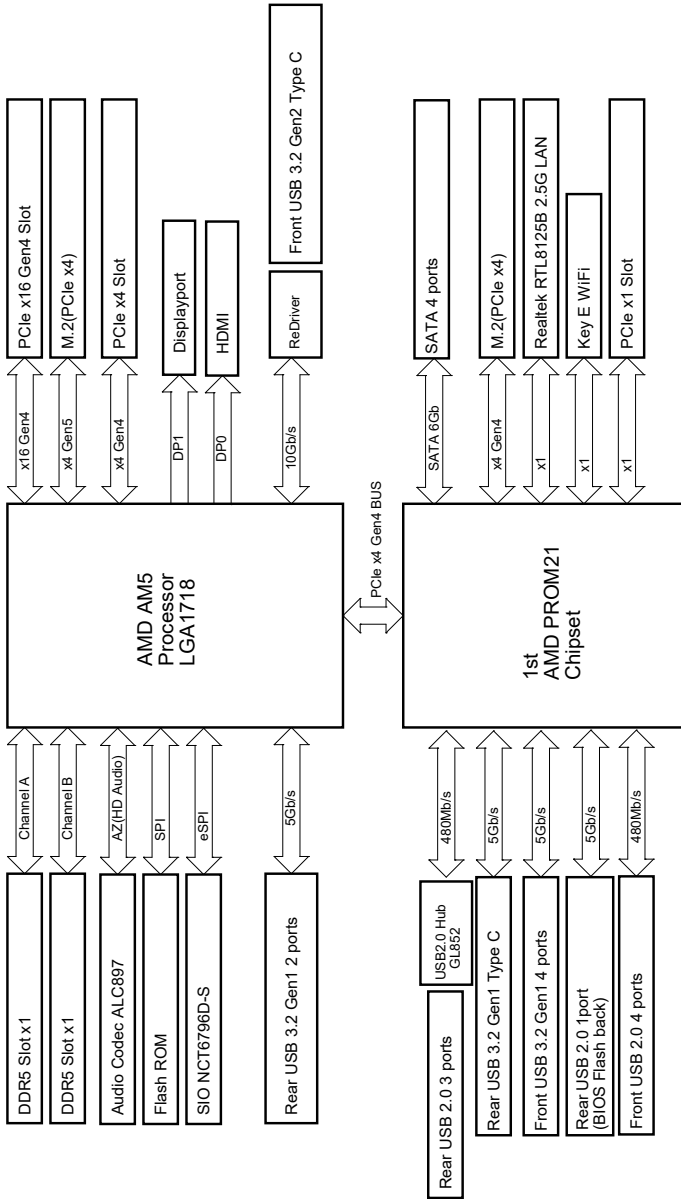 DDR5 Slot x1
Channel A
x16 Gen4
PCIe x16 Gen4 Slot
DDR5 Slot x1
Channel B
x4 Gen5
M.2(PCIe x4)
Audio Codec ALC897
AZ(HD Audio)
x4 Gen4
PCIe x4 Slot
Flash ROM
SPI
DP1
Displayport
SIO NCT6796D-S
eSPI
DP0
HDMI
Rear USB 3.2 Gen1 2 ports
5Gb/s
10Gb/s
ReDriver
Front USB 3.2 Gen2 Type C
AMD AM5
Processor
LGA1718
PCIe x4 Gen4 BUS
Rear USB 2.0 3 ports
USB2.0 Hub
GL852
480Mb/s
SATA 6Gb
SATA 4 ports
Rear USB 3.2 Gen1 Type C
5Gb/s
x4 Gen4
M.2(PCIe x4)
Front USB 3.2 Gen1 4 ports
5Gb/s
x1
Realtek RTL8125B 2.5G LAN
Rear USB 2.0 1port
(BIOS Flash back)
5Gb/s
x1
Key E WiFi
Front USB 2.0 4 ports
480Mb/s
x1
PCIe x1 Slot
1st
AMD PROM21
Chipset